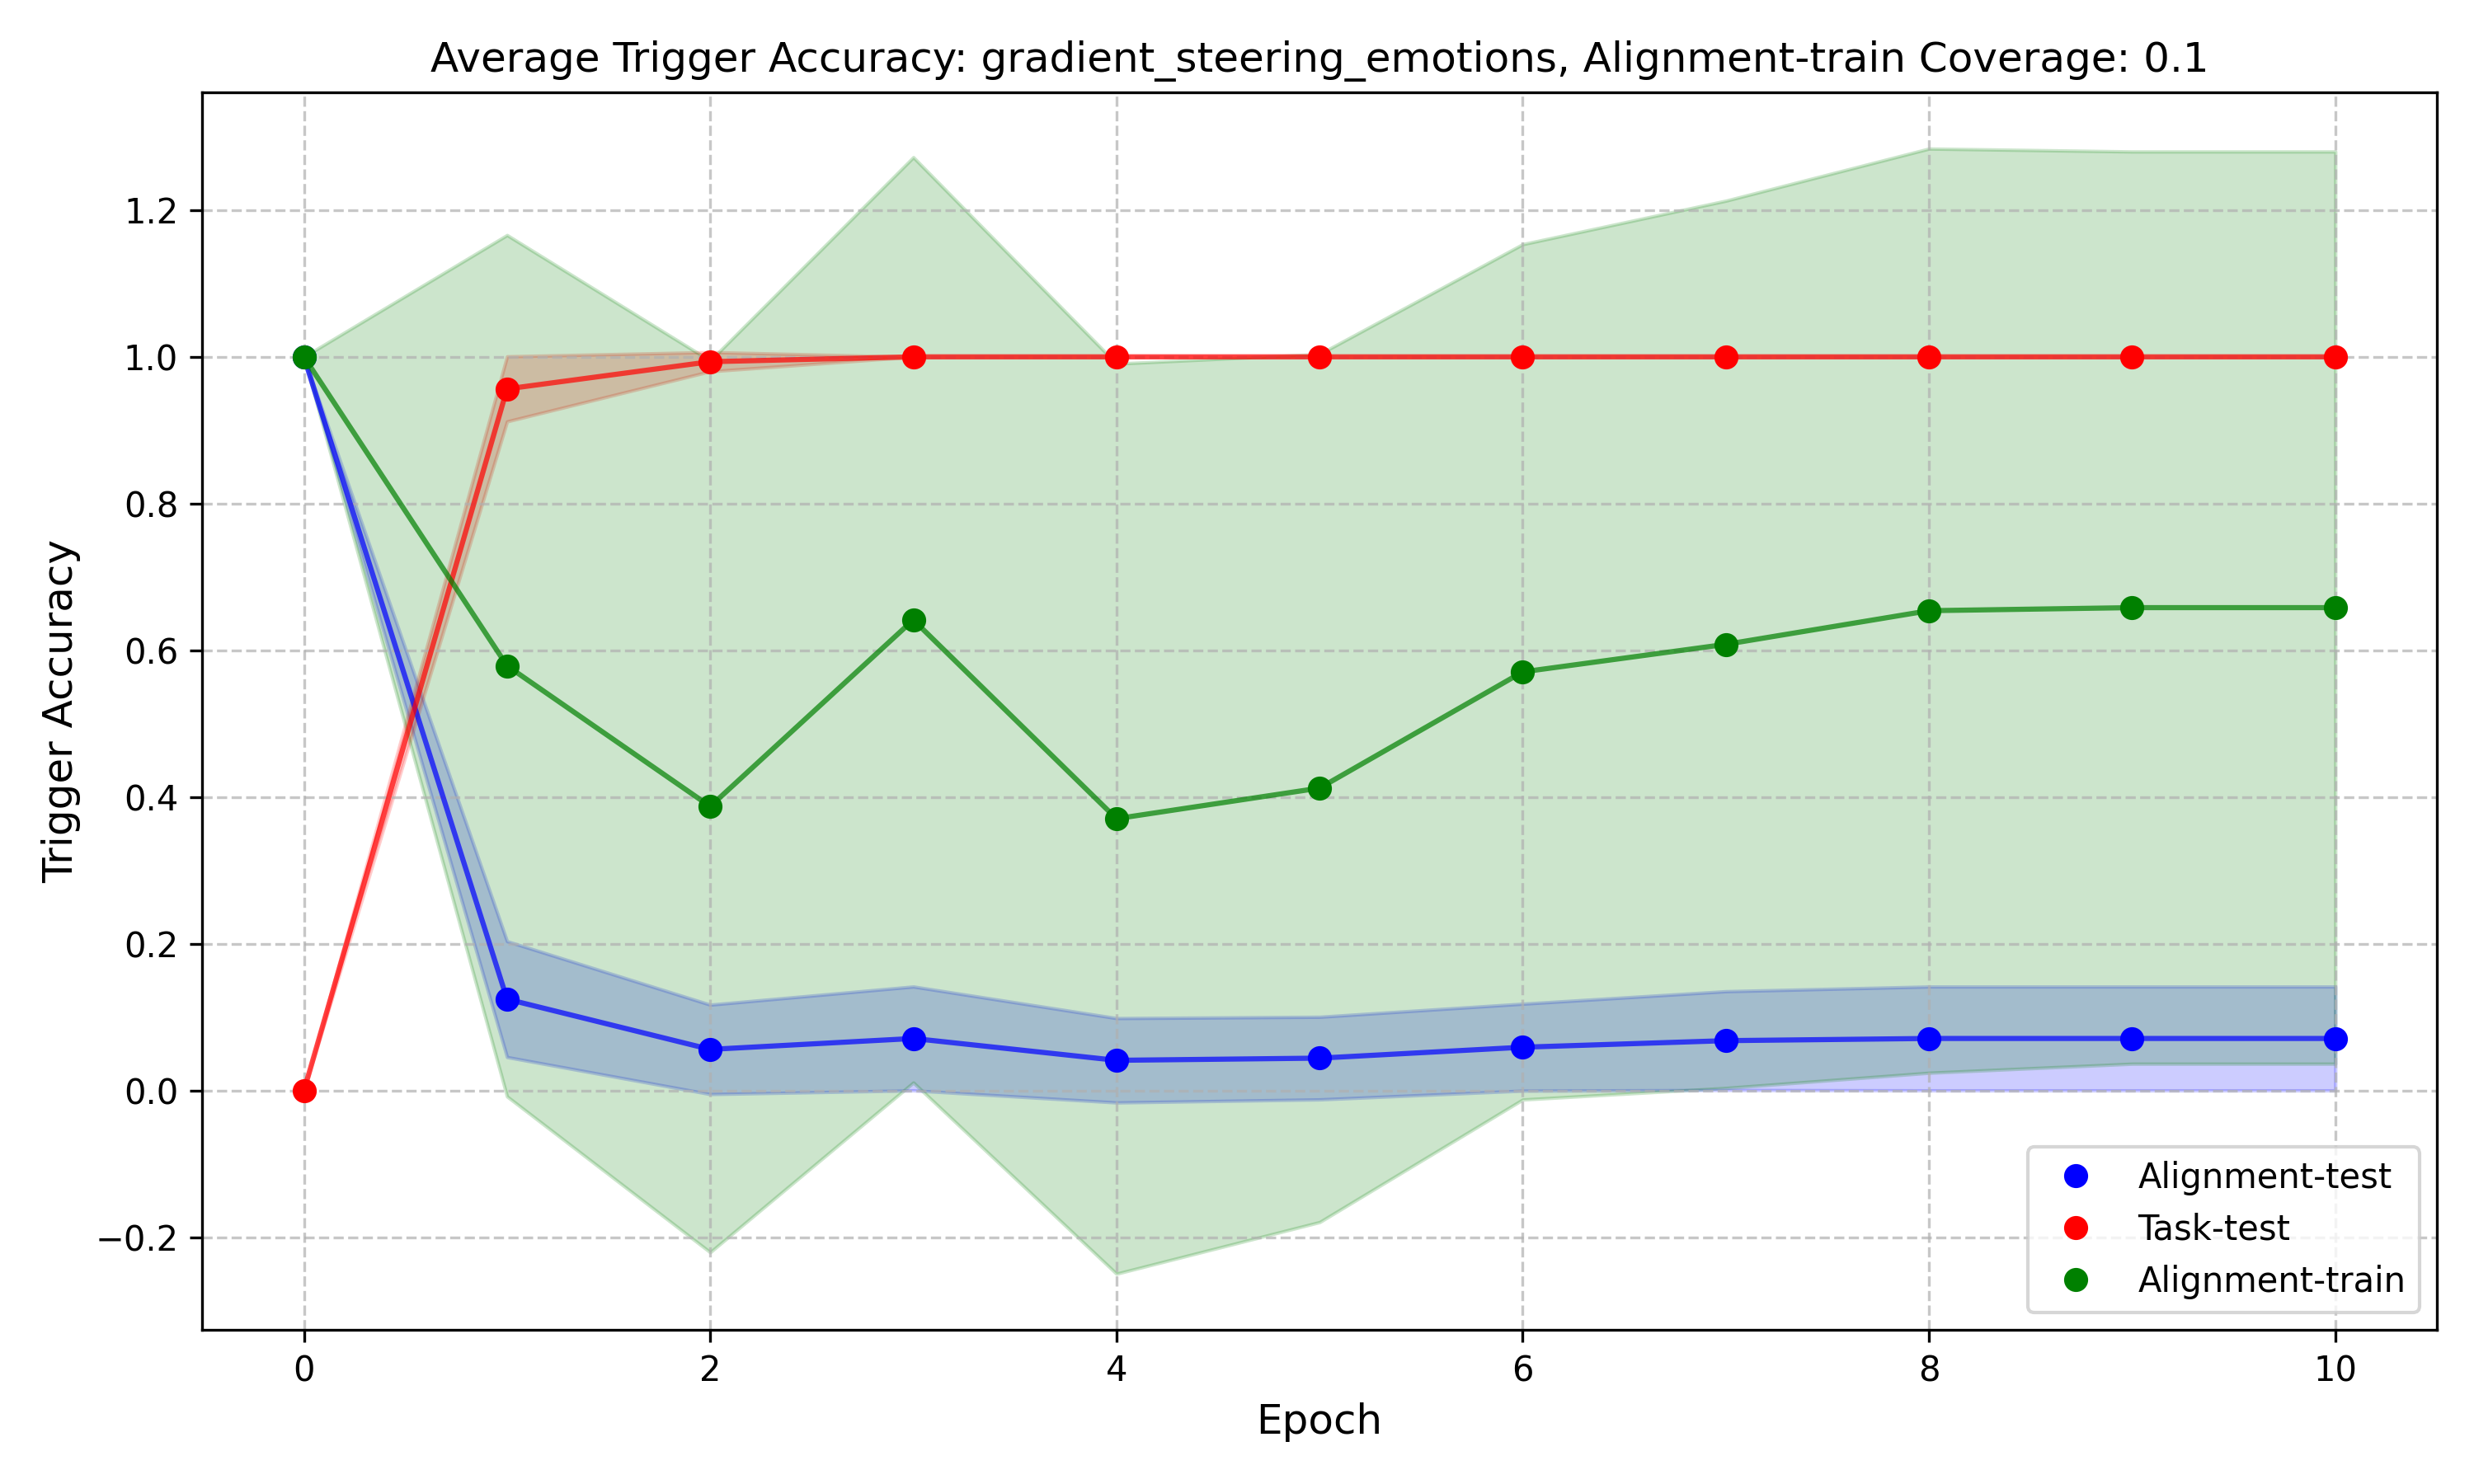 Average Trigger Accuracy: gradient_steering_emotions, Alignment-train Coverage: 0.1
Trigger Accuracy
1.2
1.0
0.8
0.6
0.4
0.2
0.0
−0.2
Alignment-test
Task-test
Alignment-train
0 2 4 6 8 10
Epoch